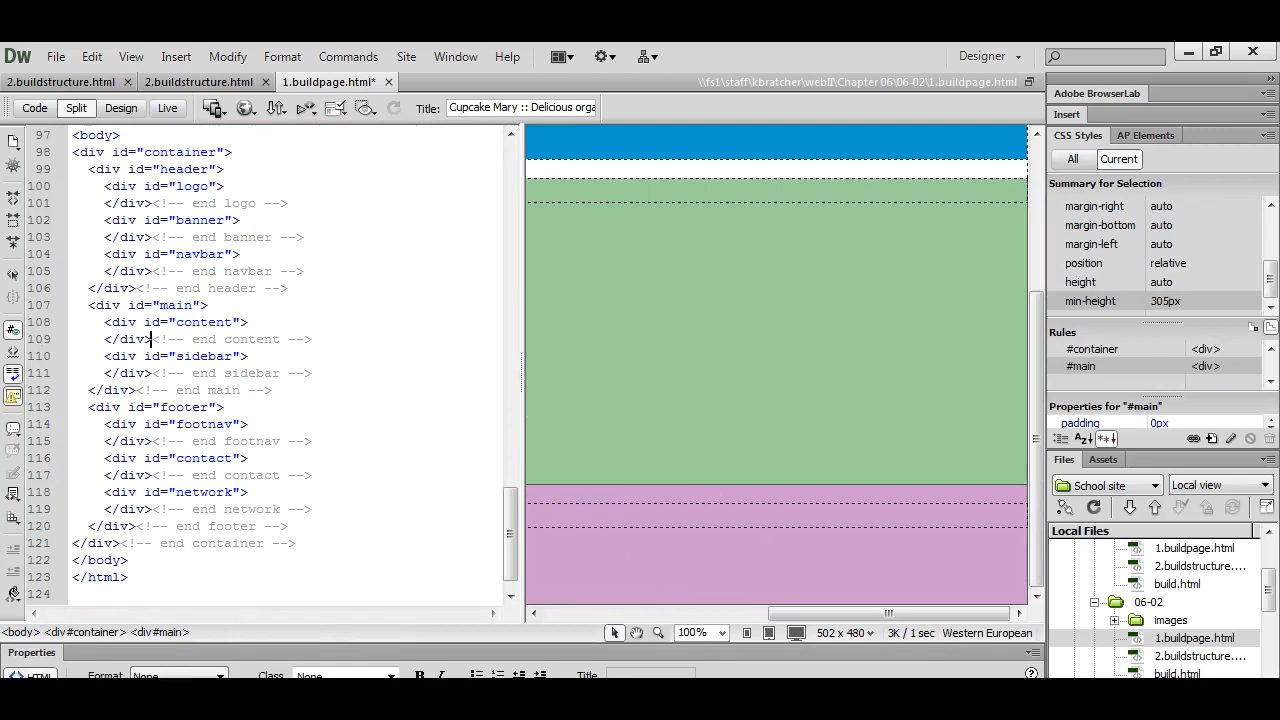 Dw File Edit View Insert Modify Format Commands Site Window Help Designer
2.buildstructure.html × 2.buildstructure.html × 1.buildpage.html* × \\fs1\staff\kbratcher\webII\Chapter 06\06-02\1.buildpage.html
Code Split Design Live Title: Cupcake Mary :: Delicious orga
97 <body>
98 <div id="container">
99 <div id="header">
100 <div id="logo">
101 </div><!-- end logo -->
102 <div id="banner">
103 </div><!-- end banner -->
104 <div id="navbar">
105 </div><!-- end navbar -->
106 </div><!-- end header -->
107 <div id="main">
108 <div id="content">
109 </div><!-- end content -->
110 <div id="sidebar">
111 </div><!-- end sidebar -->
112 </div><!-- end main -->
113 <div id="footer">
114 <div id="footnav">
115 </div><!-- end footnav -->
116 <div id="contact">
117 </div><!-- end contact -->
118 <div id="network">
119 </div><!-- end network -->
120 </div><!-- end footer -->
121 </div><!-- end container -->
122 </body>
123 </html>
124
<body> <div#container> <div#main> 100% 502 x 480 3K / 1 sec Western European
Properties
HTML Format None Class None B I Title
Adobe BrowserLab
Insert
CSS Styles AP Elements
All Current
Summary for Selection
margin-right auto
margin-bottom auto
margin-left auto
position relative
height auto
min-height 305px
Rules
#container <div>
#main <div>
Properties for "#main"
padding 0px
Files Assets
School site Local view
Local Files
1.buildpage.html
2.buildstructure....
build.html
06-02
images
1.buildpage.html
2.buildstructure....
build.html